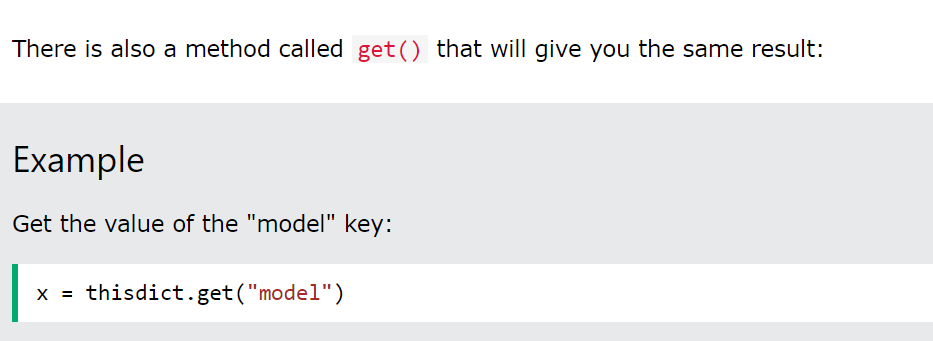 There is also a method called get() that will give you the same result:
Example
Get the value of the "model" key:
x = thisdict.get("model")